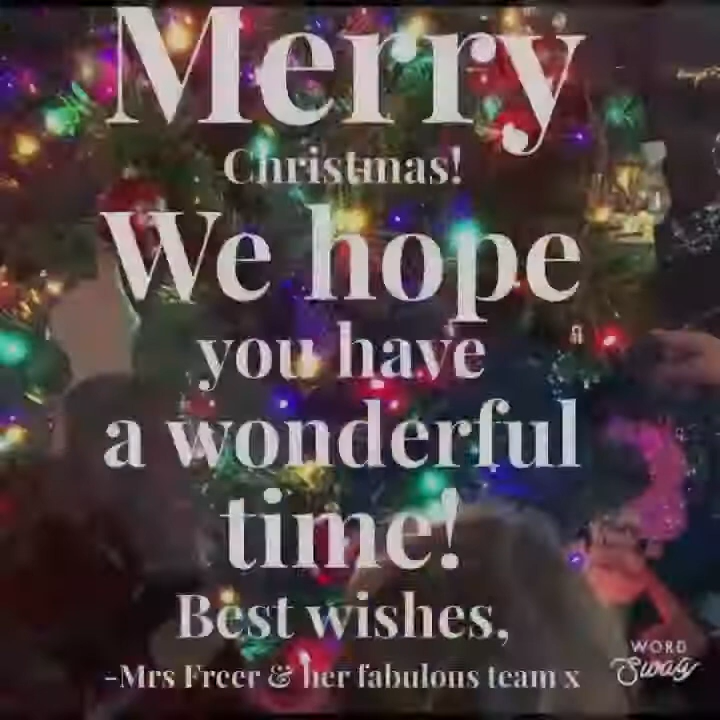 Merry
Christmas!
We hope
you have
a wonderful
time!
Best wishes,
-Mrs Freer & her fabulous team x
WORD
Swag